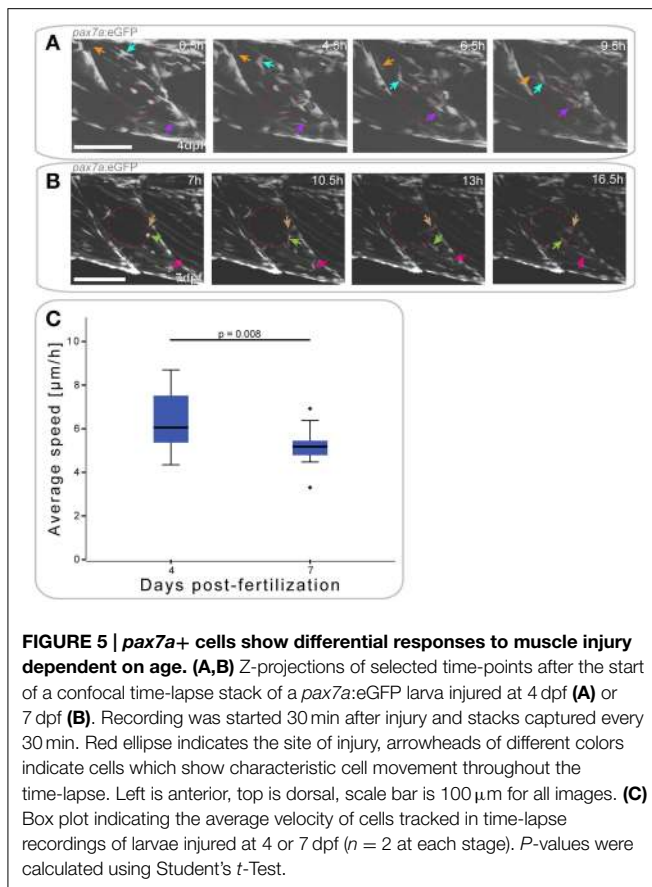 pax7a:eGFP
A
0.5h
4.5h
6.5h
9.5h
4dpf
pax7a:eGFP
B
7h
10.5h
13h
16.5h
7dpf
C
p = 0.008
10
8
6
4
2
0
Average speed [µm/h]
4
7
Days post-fertilization
FIGURE 5 | pax7a+ cells show differential responses to muscle injury
dependent on age. (A,B) Z-projections of selected time-points after the start
of a confocal time-lapse stack of a pax7a:eGFP larva injured at 4 dpf (A) or
7 dpf (B). Recording was started 30 min after injury and stacks captured every
30 min. Red ellipse indicates the site of injury, arrowheads of different colors
indicate cells which show characteristic cell movement throughout the
time-lapse. Left is anterior, top is dorsal, scale bar is 100 µm for all images. (C)
Box plot indicating the average velocity of cells tracked in time-lapse
recordings of larvae injured at 4 or 7 dpf (n = 2 at each stage). P-values were
calculated using Student's t-Test.